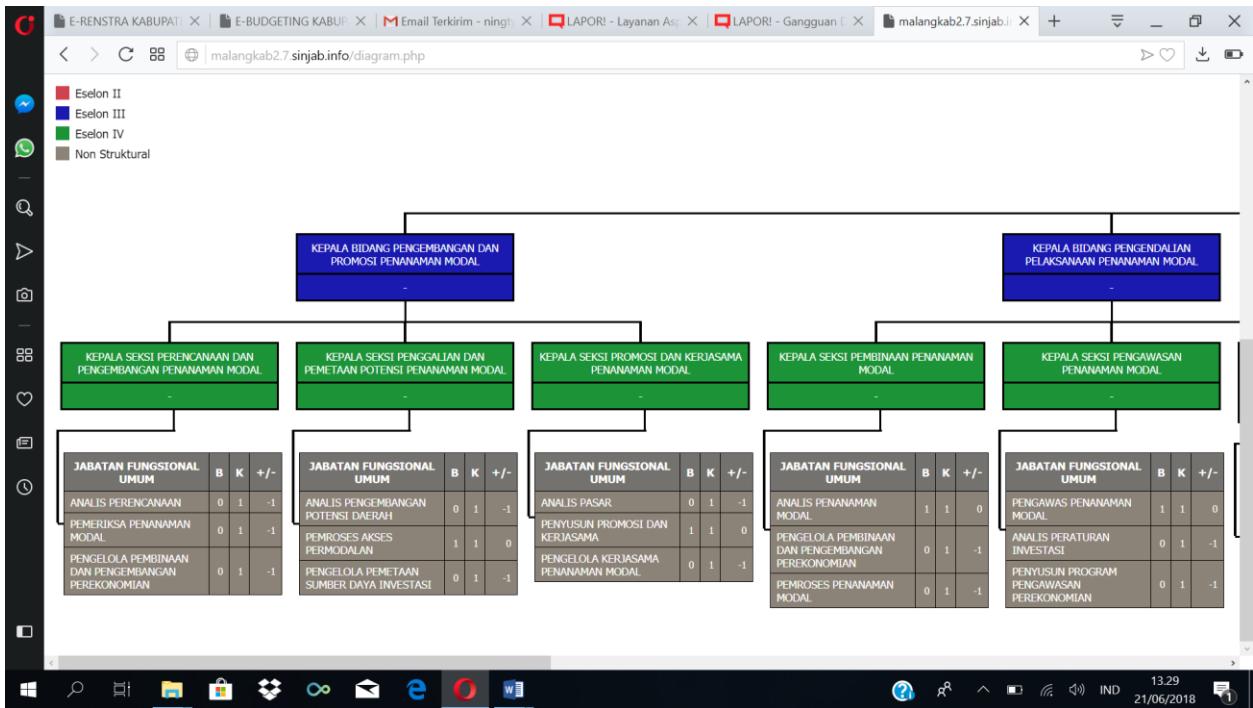 E-RENSTRA KABUPAT
E-BUDGETING KABUP
Email Terkirim - ningt
LAPOR! - Layanan Asp
LAPOR! - Gangguan
malangkab2.7.sinjab.in
malangkab2.7.sinjab.info/diagram.php
Eselon II
Eselon III
Eselon IV
Non Struktural
KEPALA BIDANG PENGEMBANGAN DAN
PROMOSI PENANAMAN MODAL
-
KEPALA BIDANG PENGENDALIAN
PELAKSANAAN PENANAMAN MODAL
-
KEPALA SEKSI PERENCANAAN DAN
PENGEMBANGAN PENANAMAN MODAL
-
KEPALA SEKSI PENGGALIAN DAN
PEMETAAN POTENSI PENANAMAN MODAL
-
KEPALA SEKSI PROMOSI DAN KERJASAMA
PENANAMAN MODAL
-
KEPALA SEKSI PEMBINAAN PENANAMAN
MODAL
-
KEPALA SEKSI PENGAWASAN
PENANAMAN MODAL
-
JABATAN FUNGSIONAL
UMUM
B K +/-
ANALIS PERENCANAAN 0 1 -1
PEMERIKSA PENANAMAN
MODAL
0 1 -1
PENGELOLA PEMBINAAN
DAN PENGEMBANGAN
PEREKONOMIAN
0 1 -1
JABATAN FUNGSIONAL
UMUM
B K +/-
ANALIS PENGEMBANGAN
POTENSI DAERAH
0 1 -1
PEMROSES AKSES
PERMODALAN
1 1 0
PENGELOLA PEMETAAN
SUMBER DAYA INVESTASI
0 1 -1
JABATAN FUNGSIONAL
UMUM
B K +/-
ANALIS PASAR 0 1 -1
PENYUSUN PROMOSI DAN
KERJASAMA
1 1 0
PENGELOLA KERJASAMA
PENANAMAN MODAL
0 1 -1
JABATAN FUNGSIONAL
UMUM
B K +/-
ANALIS PENANAMAN
MODAL
1 1 0
PENGELOLA PEMBINAAN
DAN PENGEMBANGAN
PEREKONOMIAN
0 1 -1
PEMROSES PENANAMAN
MODAL
0 1 -1
JABATAN FUNGSIONAL
UMUM
B K +/-
PENGAWAS PENANAMAN
MODAL
1 1 0
ANALIS PERATURAN
INVESTASI
0 1 -1
PENYUSUN PROGRAM
PENGAWASAN
PEREKONOMIAN
0 1 -1
IND
13.29
21/06/2018
1